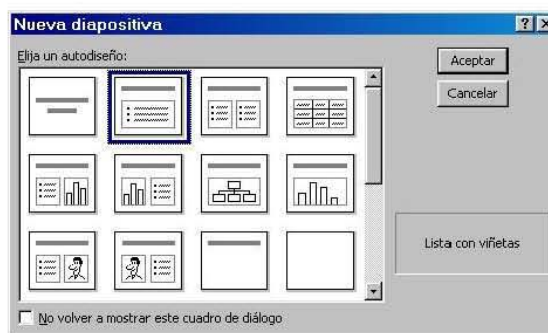 Nueva diapositiva
Elija un autodiseño:
Aceptar
Cancelar
Lista con viñetas
No volver a mostrar este cuadro de diálogo